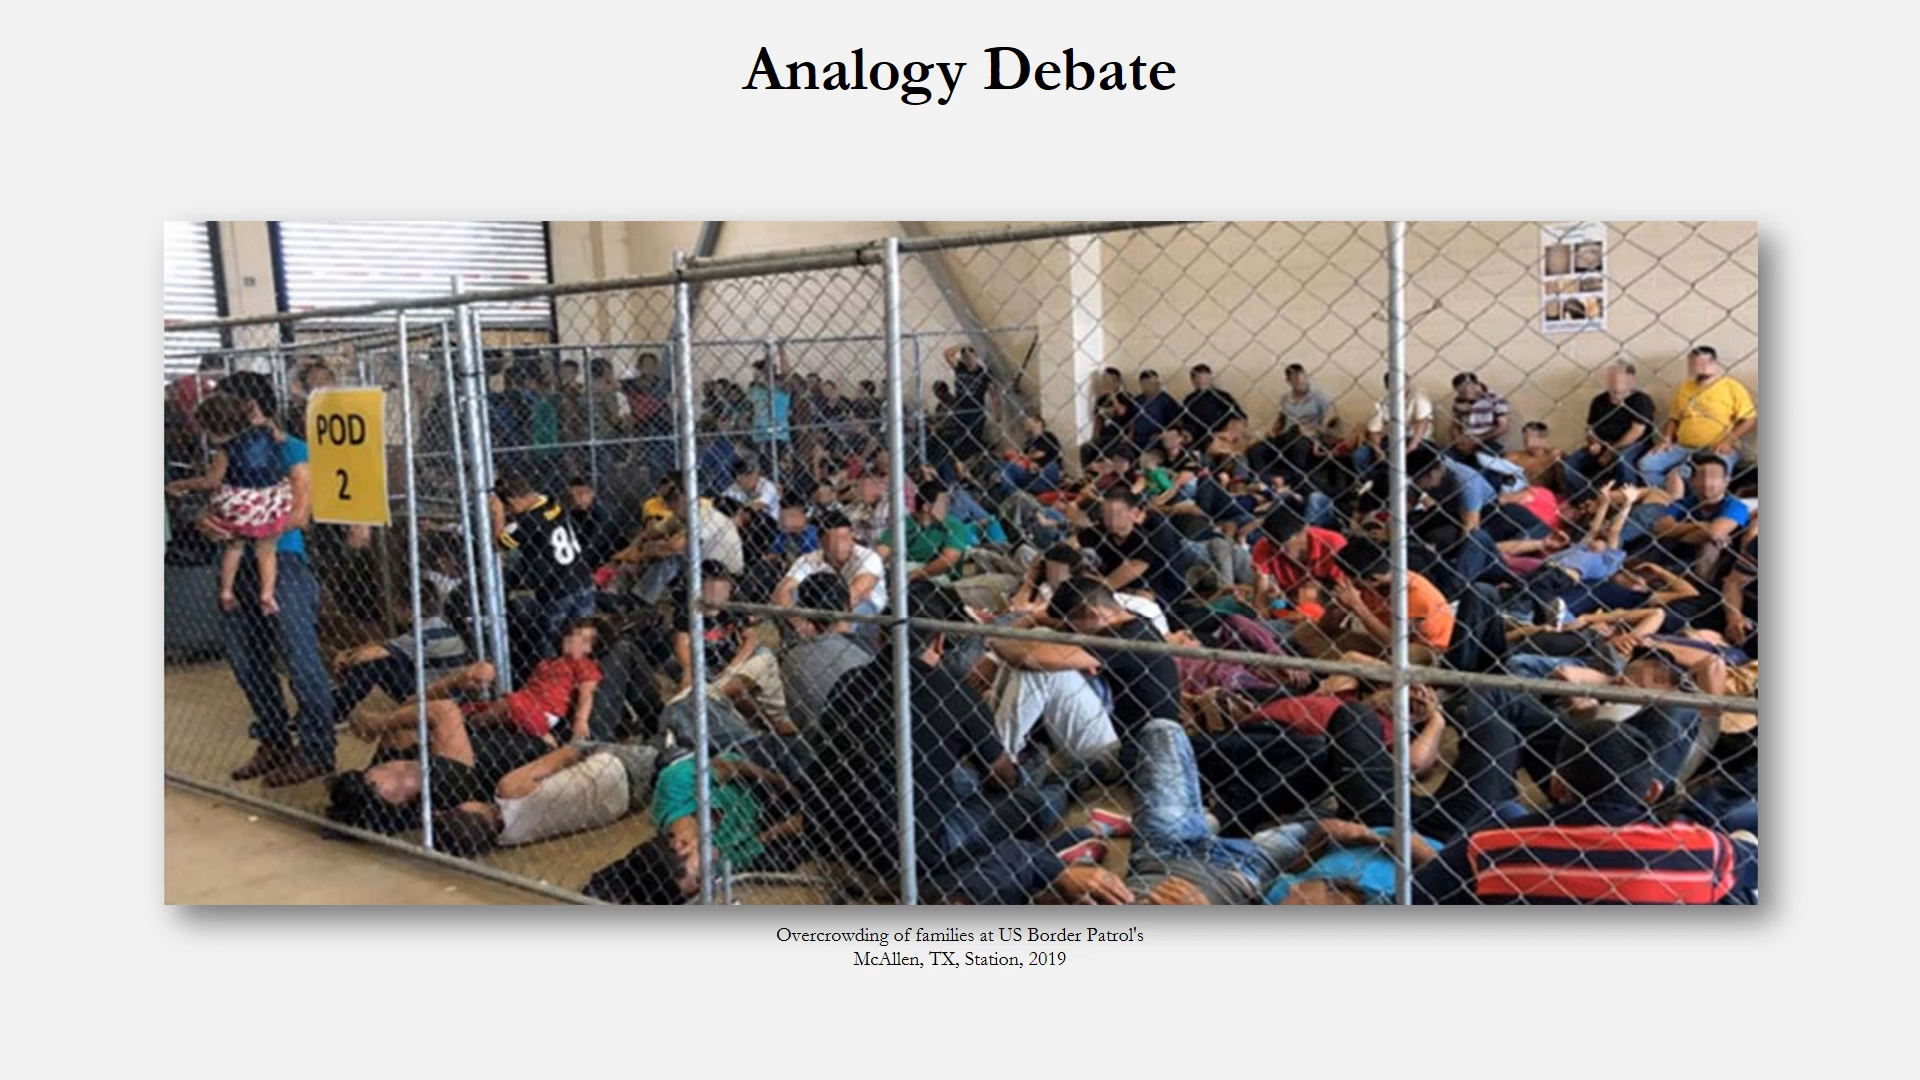 Analogy Debate
POD
2
84
Overcrowding of families at US Border Patrol's
McAllen, TX, Station, 2019